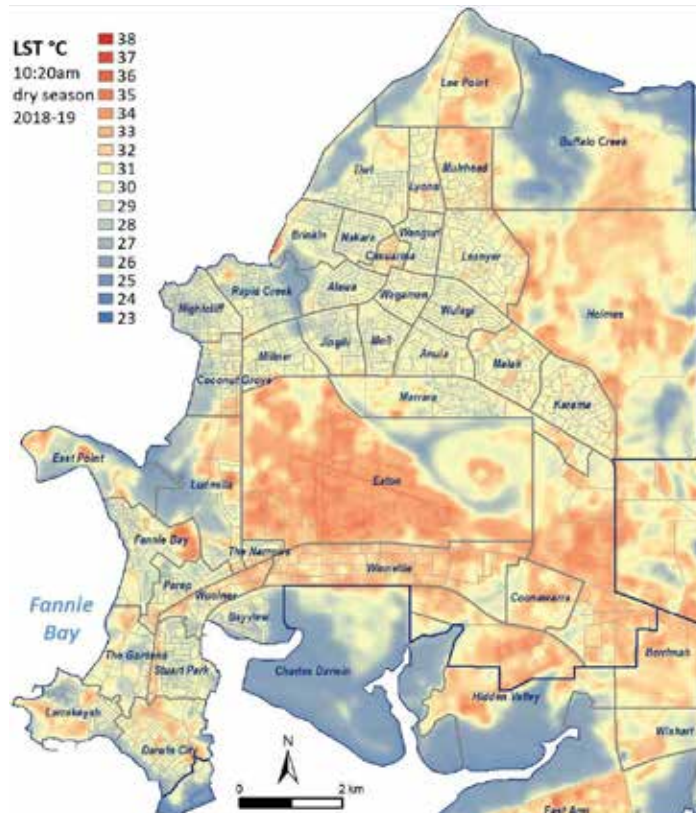 LST °C
10:20am
dry season
2018-19
38
37
36
35
34
33
32
31
30
29
28
27
26
25
24
23
Lee Point
Buffalo Creek
Tiwi
Lyons
Muirhead
Brinkin
Nakara
Wanguri
Casuarina
Leanyer
Rapid Creek
Alawa
Wagaman
Wulagi
Holmes
Nightcliff
Millner
Jingili
Moil
Anula
Malak
Coconut Grove
Marrara
Karama
East Point
Ludmila
Eaton
Fannie Bay
The Narrows
Parap
Winnellie
Woolner
Coonawarra
Fannie
Bay
Bayview
The Gardens
Stuart Park
Charles Darwin
Berrimah
Hidden Valley
Larrakeyah
Darwin City
Wishart
N
0
2 km
East Arm